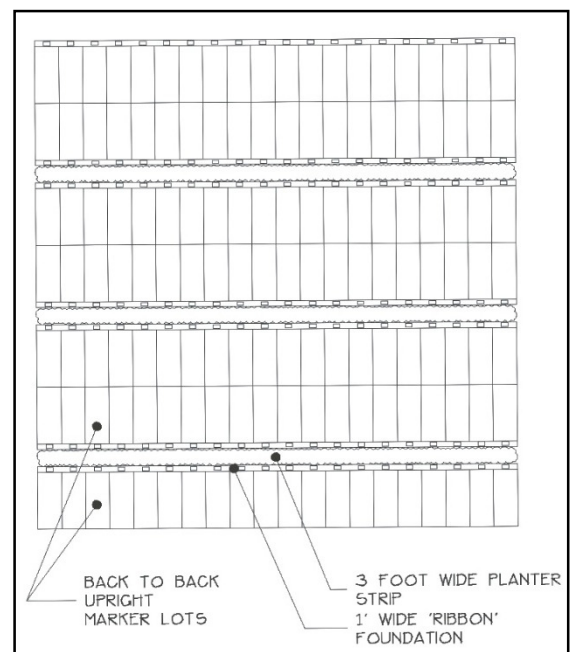 BACK TO BACK
UPRIGHT
MARKER LOTS
3 FOOT WIDE PLANTER
STRIP
1' WIDE 'RIBBON'
FOUNDATION